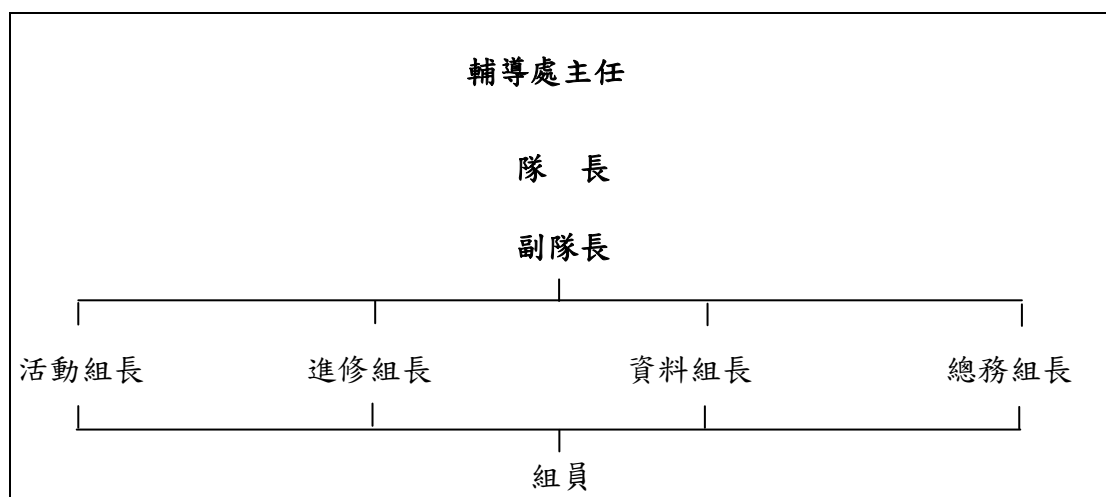 輔導處主任
隊 長
副隊長
活動組長 進修組長 資料組長 總務組長
組員